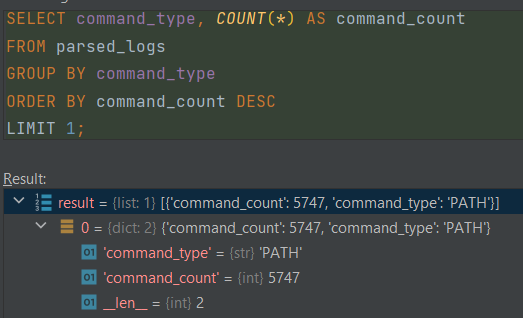 SELECT command_type, COUNT(*) AS command_count
FROM parsed_logs
GROUP BY command_type
ORDER BY command_count DESC
LIMIT 1;
Result:
result = {list: 1} [{'command_count': 5747, 'command_type': 'PATH'}]
0 = {dict: 2} {'command_count': 5747, 'command_type': 'PATH'}
01 'command_type' = {str} 'PATH'
01 'command_count' = {int} 5747
01 __len__ = {int} 2